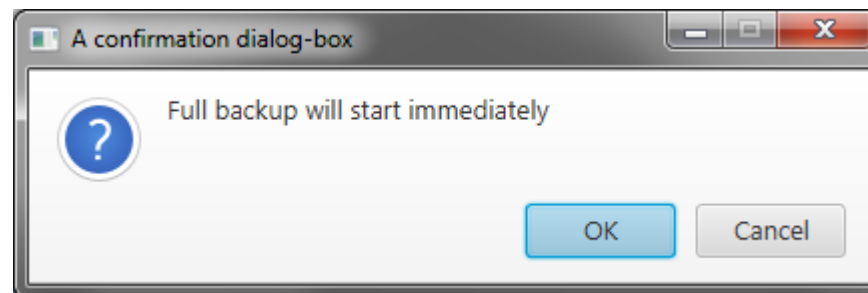 A confirmation dialog-box
Full backup will start immediately
OK
Cancel